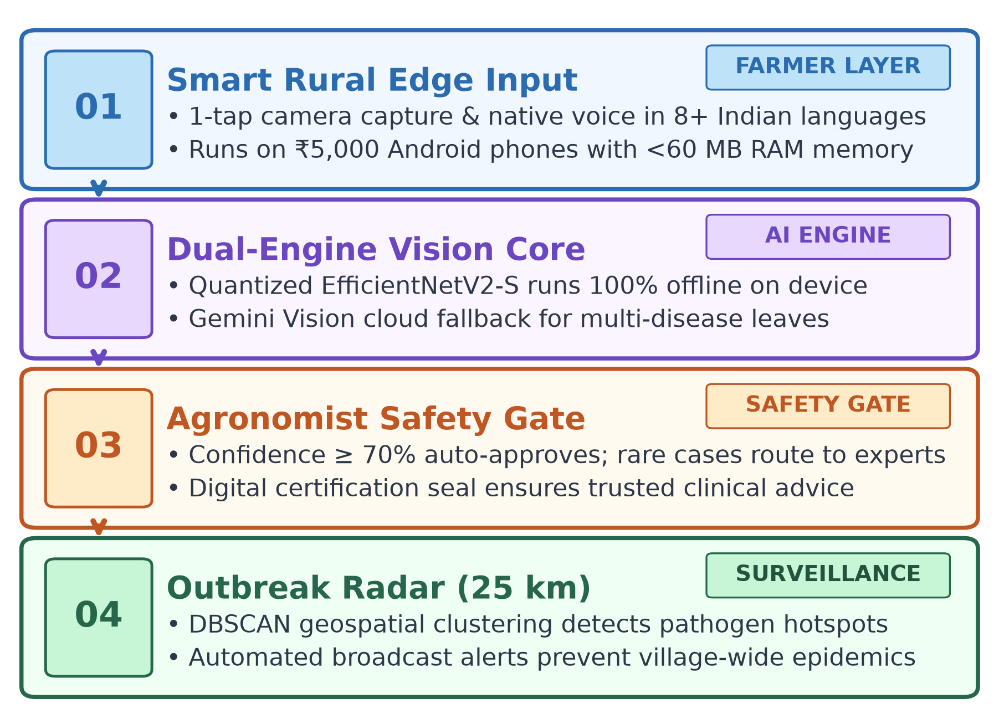 FARMER LAYER
01
Smart Rural Edge Input
• 1-tap camera capture & native voice in 8+ Indian languages
• Runs on ₹5,000 Android phones with <60 MB RAM memory
AI ENGINE
02
Dual-Engine Vision Core
• Quantized EfficientNetV2-S runs 100% offline on device
• Gemini Vision cloud fallback for multi-disease leaves
SAFETY GATE
03
Agronomist Safety Gate
• Confidence ≥ 70% auto-approves; rare cases route to experts
• Digital certification seal ensures trusted clinical advice
SURVEILLANCE
04
Outbreak Radar (25 km)
• DBSCAN geospatial clustering detects pathogen hotspots
• Automated broadcast alerts prevent village-wide epidemics